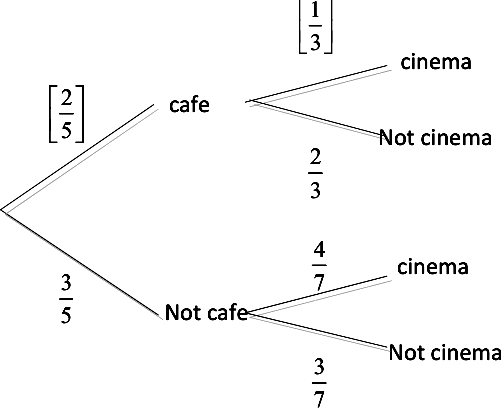 [1/3]
cinema
[2/5]
cafe
Not cinema
2/3
4/7
cinema
3/5
Not cafe
Not cinema
3/7